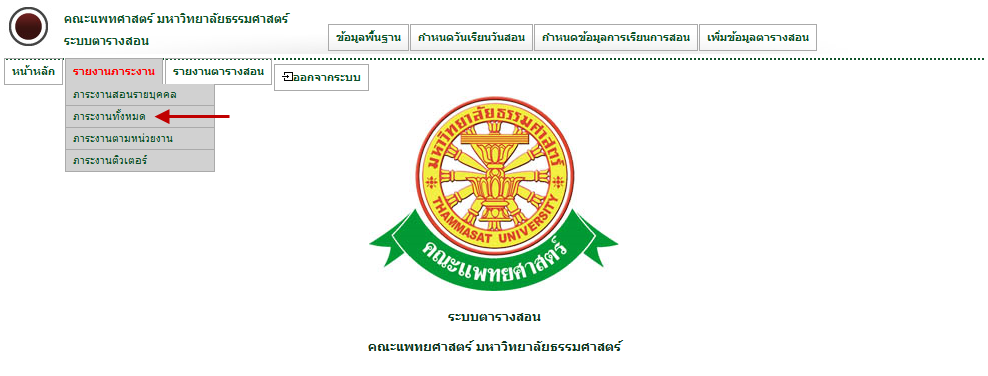 คณะแพทศาสตร์ มหาวิทยาลัยธรรมศาสตร์
ระบบตารางสอน
ข้อมูลพื้นฐาน กำหนดวันเรียนวันสอน กำหนดข้อมูลการเรียนการสอน เพิ่มข้อมูลตารางสอน
หน้าหลัก รายงานภาระงาน รายงานตารางสอน ออกจากระบบ
ภาระงานสอนรายบุคคล
ภาระงานทั้งหมด
ภาระงานตามหน่วยงาน
ภาระงานติวเตอร์
มหาวิทยาลัยธรรมศาสตร์
THAMMASAT UNIVERSITY
คณะแพทยศาสตร์
ระบบตารางสอน
คณะแพทยศาสตร์ มหาวิทยาลัยธรรมศาสตร์